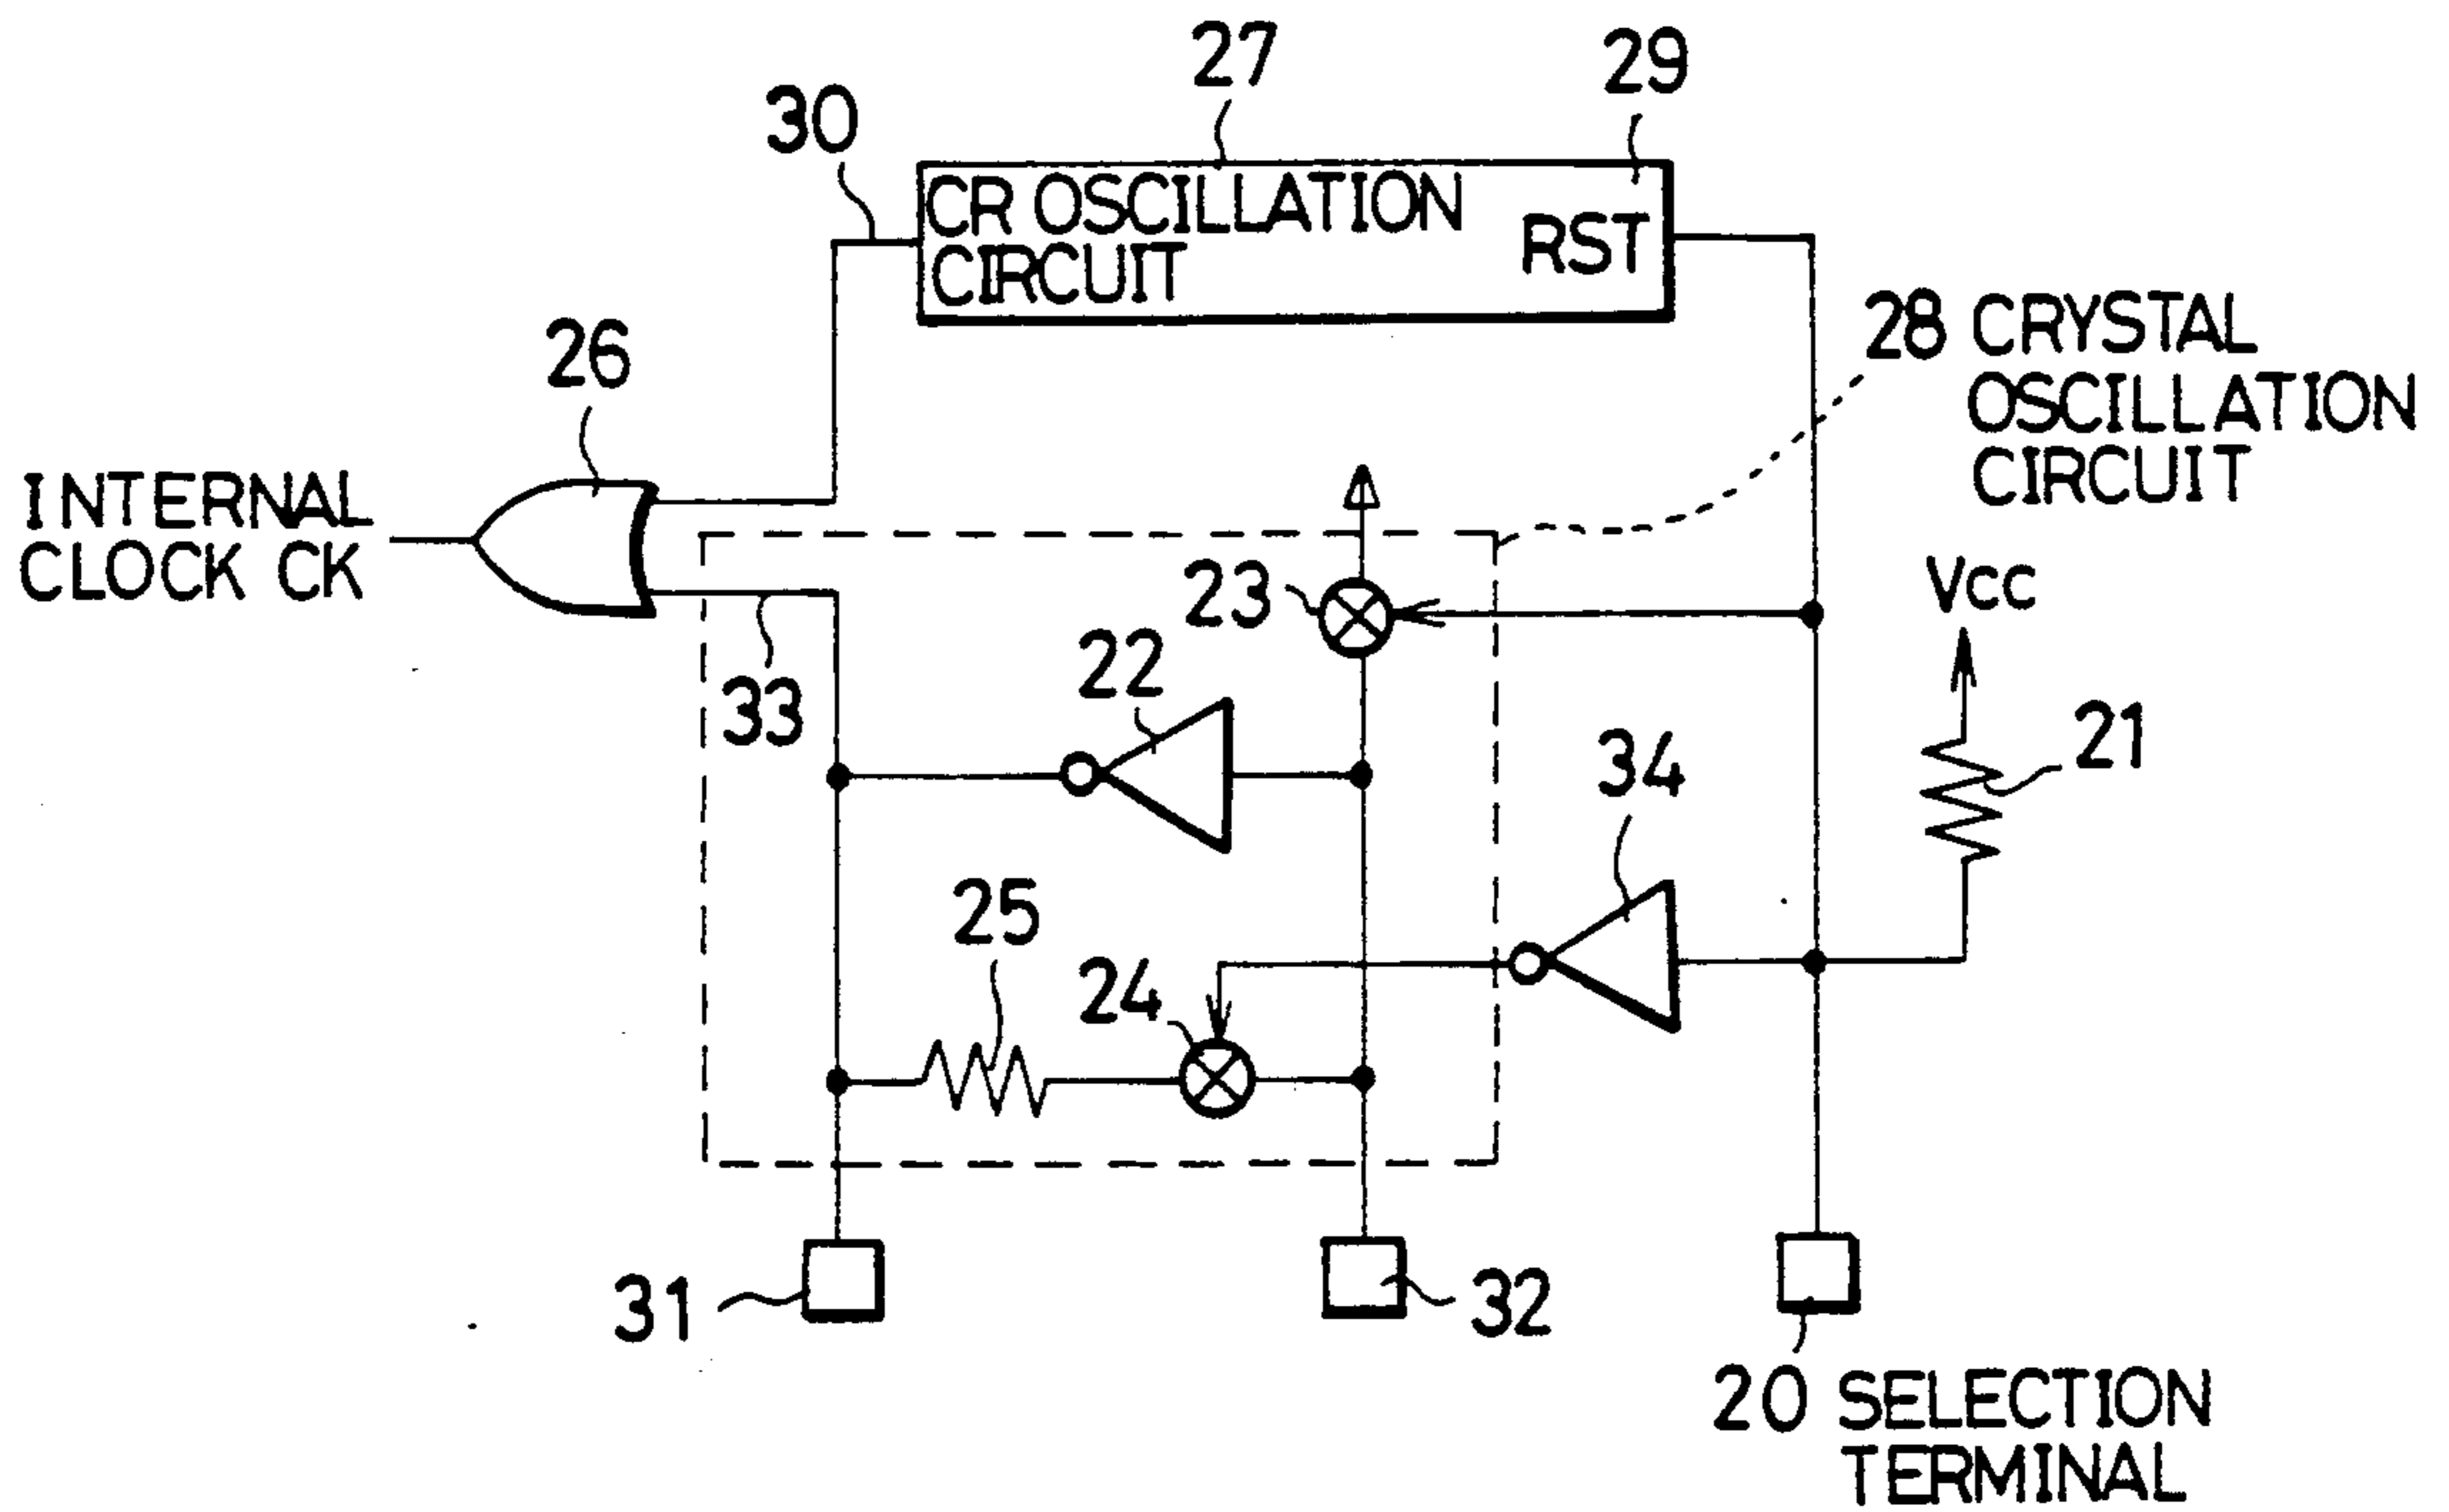 27
29
30
CR OSCILLATION
CIRCUIT
RST
28 CRYSTAL
OSCILLATION
CIRCUIT
26
INTERNAL
CLOCK CK
23
VCC
22
33
21
34
25
24
31
32
20 SELECTION
TERMINAL